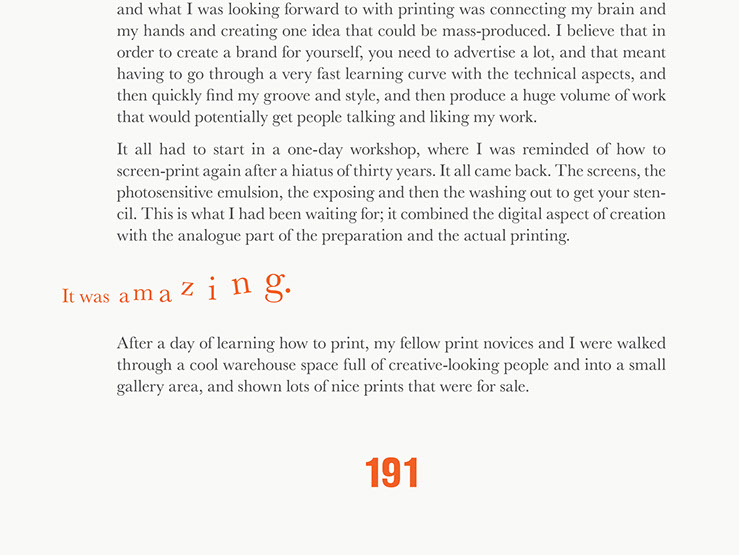 and what I was looking forward to with printing was connecting my brain and
my hands and creating one idea that could be mass-produced. I believe that in
order to create a brand for yourself, you need to advertise a lot, and that meant
having to go through a very fast learning curve with the technical aspects, and
then quickly find my groove and style, and then produce a huge volume of work
that would potentially get people talking and liking my work.
It all had to start in a one-day workshop, where I was reminded of how to
screen-print again after a hiatus of thirty years. It all came back. The screens, the
photosensitive emulsion, the exposing and then the washing out to get your sten-
cil. This is what I had been waiting for; it combined the digital aspect of creation
with the analogue part of the preparation and the actual printing.
It was amazing.
After a day of learning how to print, my fellow print novices and I were walked
through a cool warehouse space full of creative-looking people and into a small
gallery area, and shown lots of nice prints that were for sale.
191